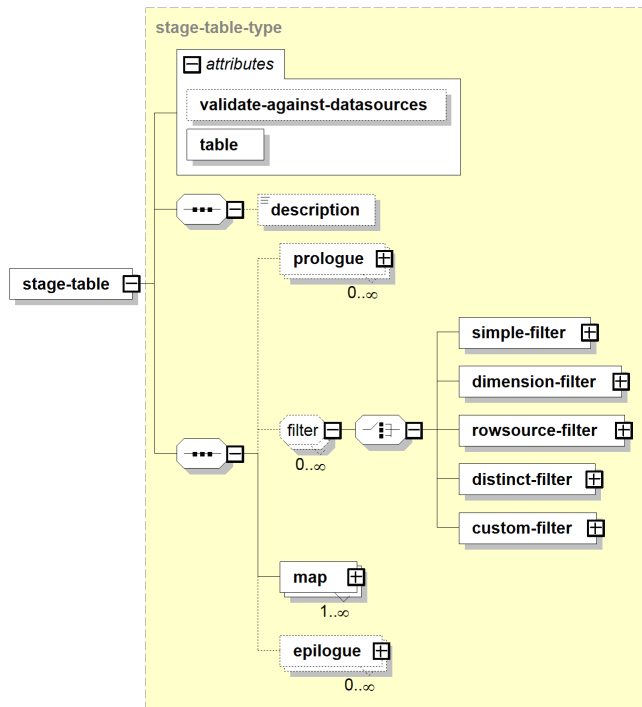 stage-table-type
attributes
validate-against-datasources
table
description
prologue
0..∞
stage-table
simple-filter
dimension-filter
filter
rowsource-filter
0..∞
distinct-filter
custom-filter
map
1..∞
epilogue
0..∞